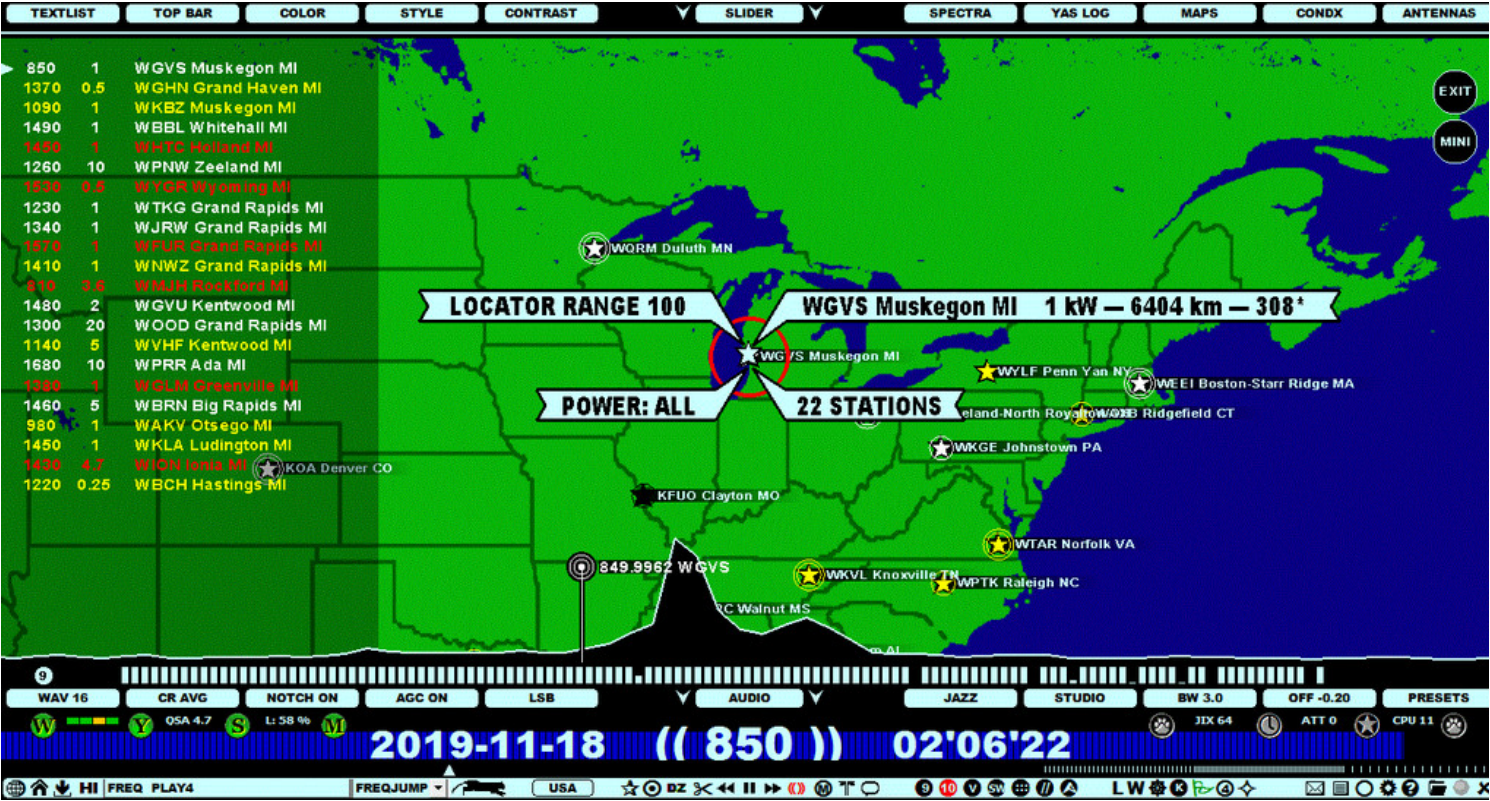 TEXTLIST TOP BAR COLOR STYLE CONTRAST SLIDER SPECTRA YAS LOG MAPS CONDX ANTENNAS
850 1 WGVS Muskegon MI
1370 0.5 WGHN Grand Haven MI
1090 1 WKBZ Muskegon MI
1490 1 WBBL Whitehall MI
1450 1 WHTC Holland MI
1260 10 WPNW Zeeland MI
1530 0.5 WYGR Wyoming MI
1230 1 WTKG Grand Rapids MI
1340 1 WJRW Grand Rapids MI
1570 1 WFUR Grand Rapids MI
1410 1 WNWZ Grand Rapids MI
810 3.6 WMJH Rockford MI
1480 2 WGVU Kentwood MI
1300 20 WOOD Grand Rapids MI
1140 5 WVHF Kentwood MI
1680 10 WPRR Ada MI
1380 1 WGLM Greenville MI
1460 5 WBRN Big Rapids MI
980 1 WAKV Otsego MI
1450 1 WKLA Ludington MI
1430 4.7 WION Ionia MI
1220 0.25 WBCH Hastings MI
EXIT
MINI
WQRM Duluth MN
LOCATOR RANGE 100
WGVS Muskegon MI 1 kW — 6404 km — 308*
WGVS Muskegon MI
WYLF Penn Yan NY
WEEI Boston-Starr Ridge MA
POWER: ALL
22 STATIONS
eland-North Royalto
Ridgefield CT
WKGE Johnstown PA
KOA Denver CO
KFUO Clayton MO
WTAR Norfolk VA
849.9962 WGVS
WKVL Knoxville TN
WPTK Raleigh NC
RC Walnut MS
m AL
9
WAV 16 CR AVG NOTCH ON AGC ON LSB AUDIO JAZZ STUDIO BW 3.0 OFF -0.20 PRESETS
W Y QSA 4.7 S L: 58 % M JIX 64 ATT 0 CPU 11
2019-11-18 (( 850 )) 02'06'22
HI FREQ PLAY4 FREQJUMP USA DZ M T 9 10 V SW L W K 4 ?